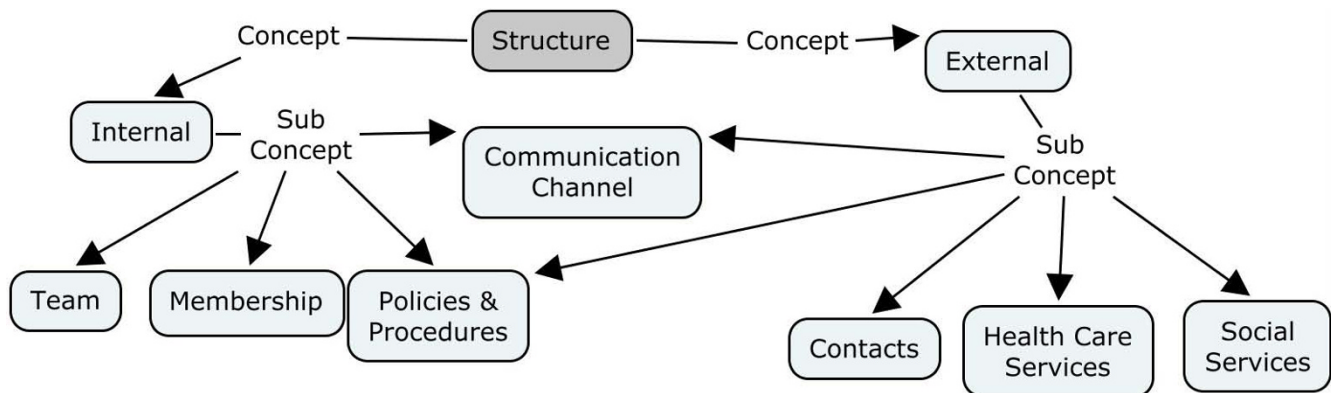 Concept
Structure
Concept
External
Internal
Sub
Concept
Communication
Channel
Sub
Concept
Team
Membership
Policies &
Procedures
Contacts
Health Care
Services
Social
Services